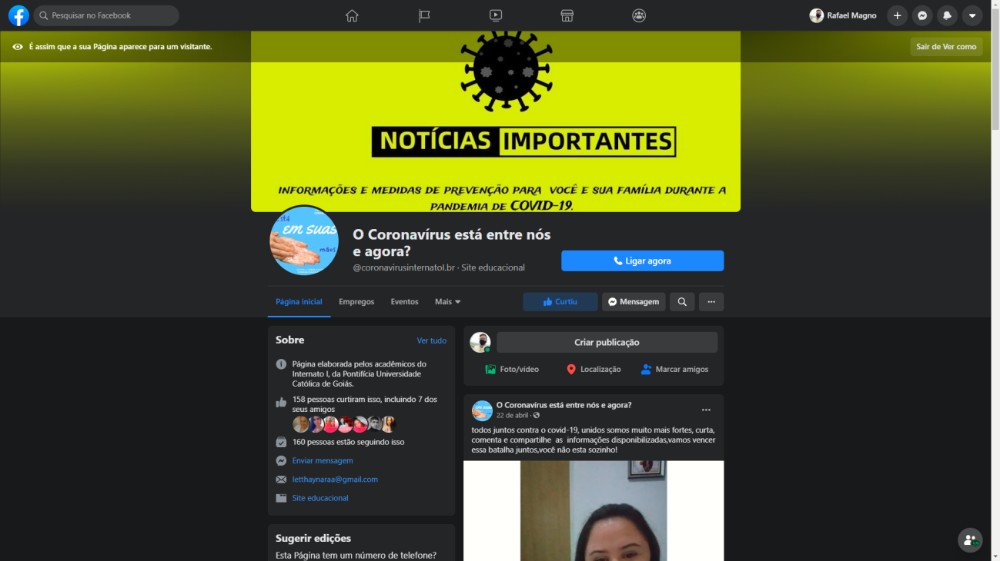 Pesquisar no Facebook
Rafael Magno
É assim que a sua Página aparece para um visitante.
Sair de Ver como
NOTÍCIAS IMPORTANTES
INFORMAÇÕES E MEDIDAS DE PREVENÇÃO PARA VOCÊ E SUA FAMÍLIA DURANTE A
PANDEMIA DE COVID-19.
está
em suas
mãos
O Coronavírus está entre nós
e agora?
@coronavirusinternatoI.br · Site educacional
Ligar agora
Página inicial
Empregos
Eventos
Mais
Curtiu
Mensagem
Sobre
Ver tudo
Página elaborada pelos acadêmicos do
Internato I, da Pontifícia Universidade
Católica de Goiás.
158 pessoas curtiram isso, incluindo 7 dos
seus amigos
160 pessoas estão seguindo isso
Enviar mensagem
letthaynaraa@gmail.com
Site educacional
Sugerir edições
Esta Página tem um número de telefone?
Criar publicação
Foto/vídeo
Localização
Marcar amigos
O Coronavírus está entre nós e agora?
22 de abril ·
todos juntos contra o covid-19, unidos somos muito mais fortes, curta,
comenta e compartilhe as informações disponibilizadas,vamos vencer
essa batalha juntos,você não esta sozinho!